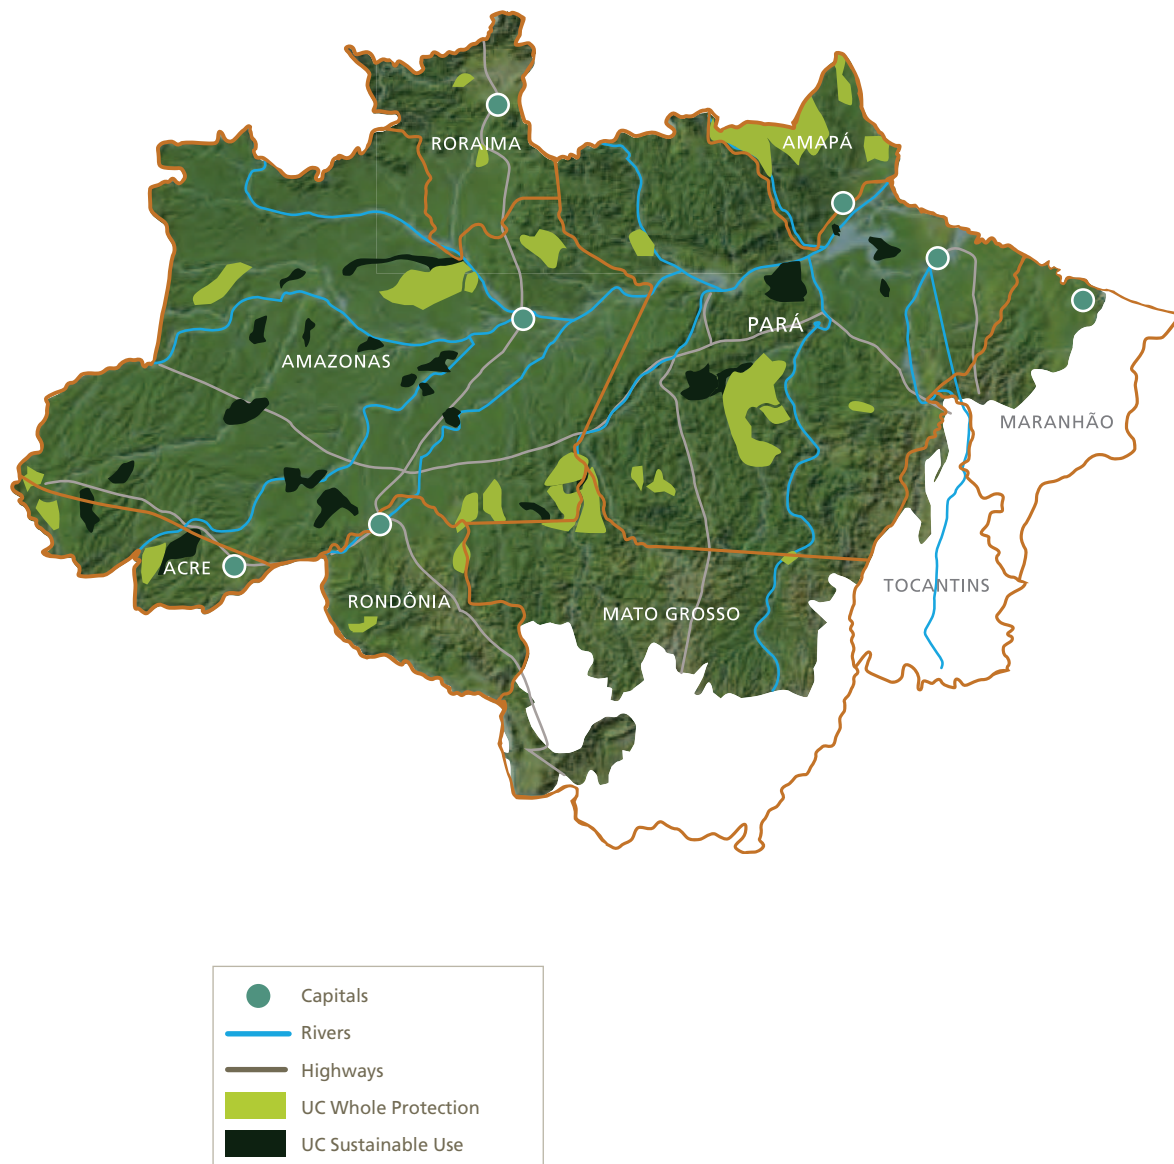 RORAIMA
AMAPÁ
PARÁ
AMAZONAS
MARANHÃO
ACRE
TOCANTINS
RONDÔNIA
MATO GROSSO
Capitals
Rivers
Highways
UC Whole Protection
UC Sustainable Use